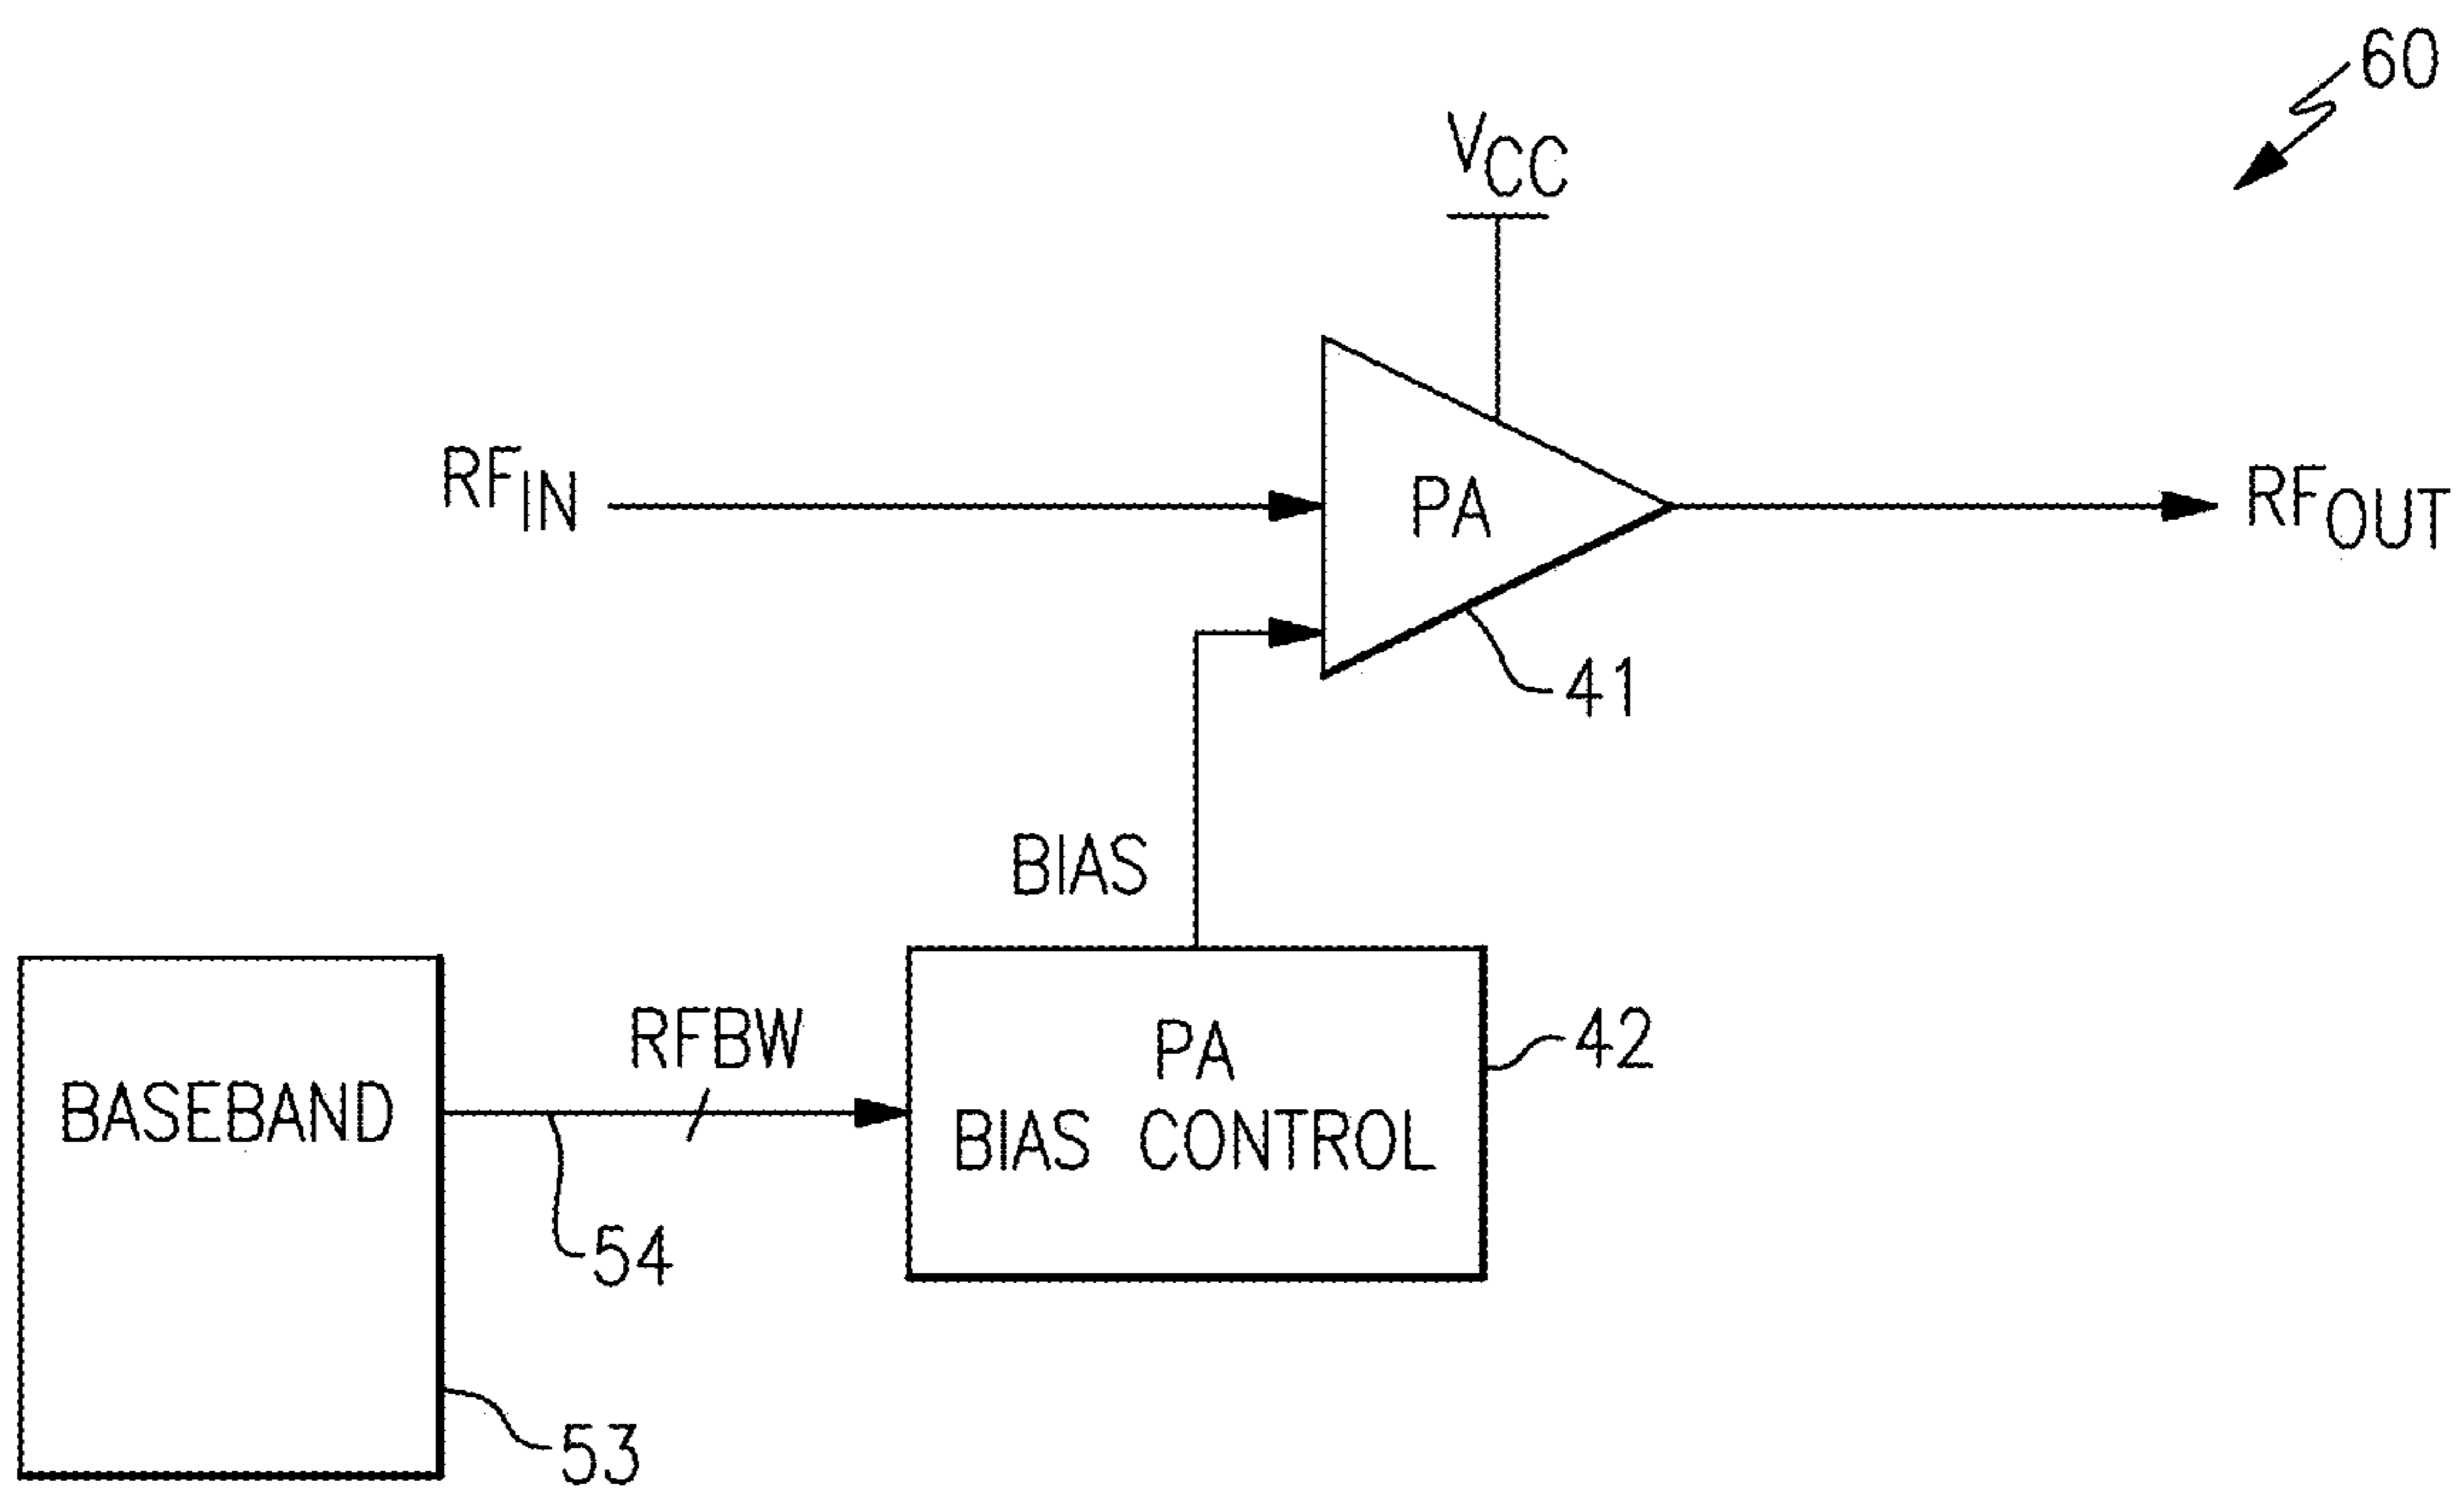 60
VCC
RFIN
PA
RFOUT
41
BIAS
RFBW
PA
BIAS CONTROL
42
BASEBAND
54
53